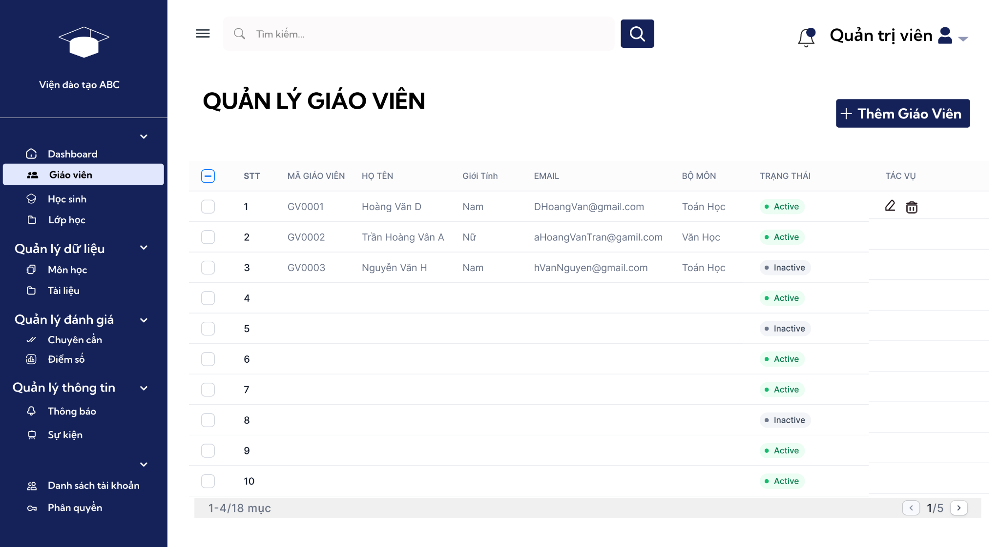 Viện đào tạo ABC
Dashboard
Giáo viên
Học sinh
Lớp học
Quản lý dữ liệu
Môn học
Tài liệu
Quản lý đánh giá
Chuyên cần
Điểm số
Quản lý thông tin
Thông báo
Sự kiện
Danh sách tài khoản
Phân quyền
Tìm kiếm...
Quản trị viên
QUẢN LÝ GIÁO VIÊN
+ Thêm Giáo Viên
STT MÃ GIÁO VIÊN HỌ TÊN Giới Tính EMAIL BỘ MÔN TRẠNG THÁI TÁC VỤ
1 GV0001 Hoàng Văn D Nam DHoangVan@gmail.com Toán Học Active
2 GV0002 Trần Hoàng Vân A Nữ aHoangVanTran@gamil.com Văn Học Active
3 GV0003 Nguyễn Văn H Nam hVanNguyen@gmail.com Toán Học Inactive
4 Active
5 Inactive
6 Active
7 Active
8 Inactive
9 Active
10 Active
1-4/18 mục 1/5